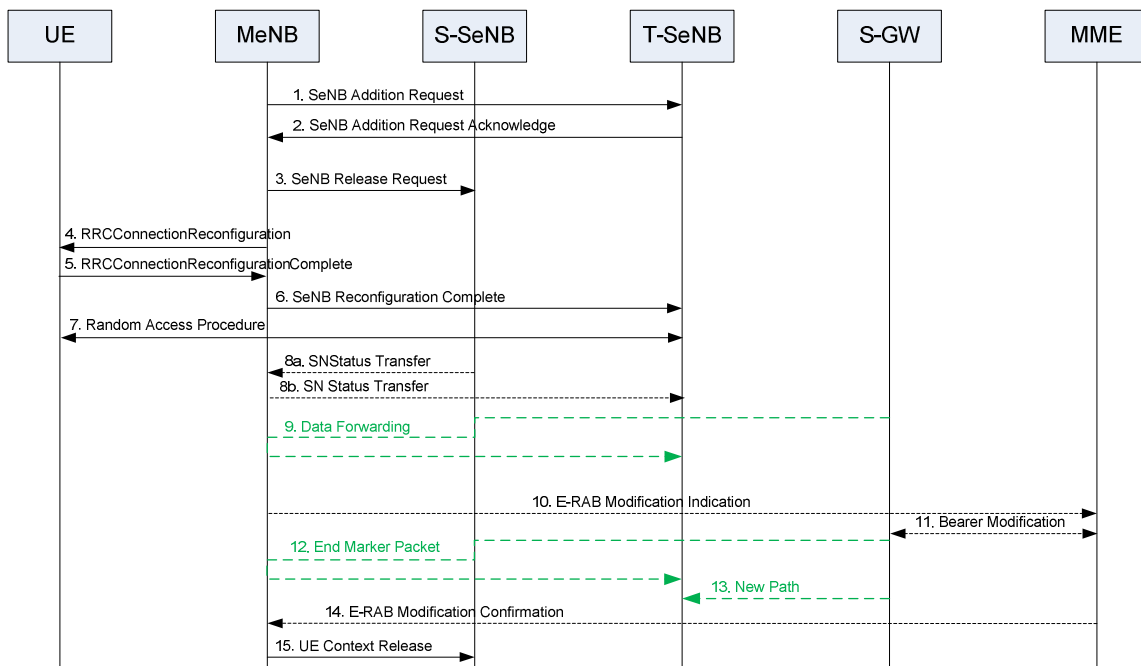 UE
MeNB
S-SeNB
T-SeNB
S-GW
MME
1. SeNB Addition Request
2. SeNB Addition Request Acknowledge
3. SeNB Release Request
4. RRCConnectionReconfiguration
5. RRCConnectionReconfigurationComplete
6. SeNB Reconfiguration Complete
7. Random Access Procedure
8a. SNStatus Transfer
8b. SN Status Transfer
9. Data Forwarding
10. E-RAB Modification Indication
11. Bearer Modification
12. End Marker Packet
13. New Path
14. E-RAB Modification Confirmation
15. UE Context Release